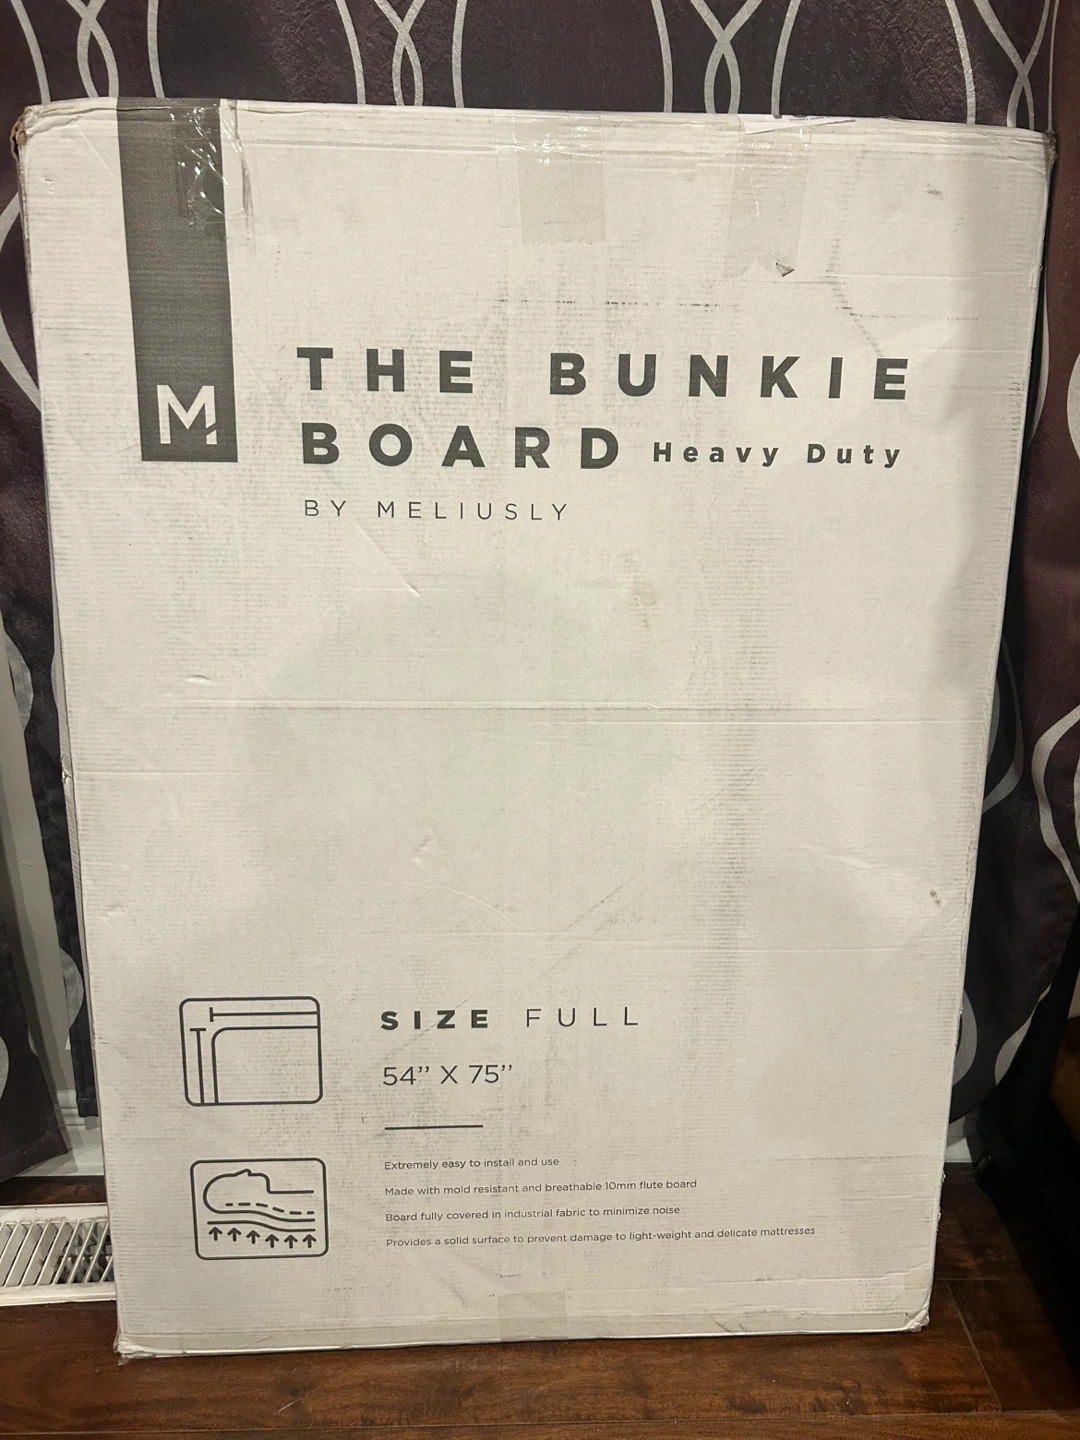 M
THE BUNKIE
BOARD Heavy Duty
BY MELIUSLY
SIZE FULL
54” X 75”
Extremely easy to install and use
Made with mold resistant and breathable 10mm flute board
Board fully covered in industrial fabric to minimize noise
Provides a solid surface to prevent damage to light-weight and delicate mattresses